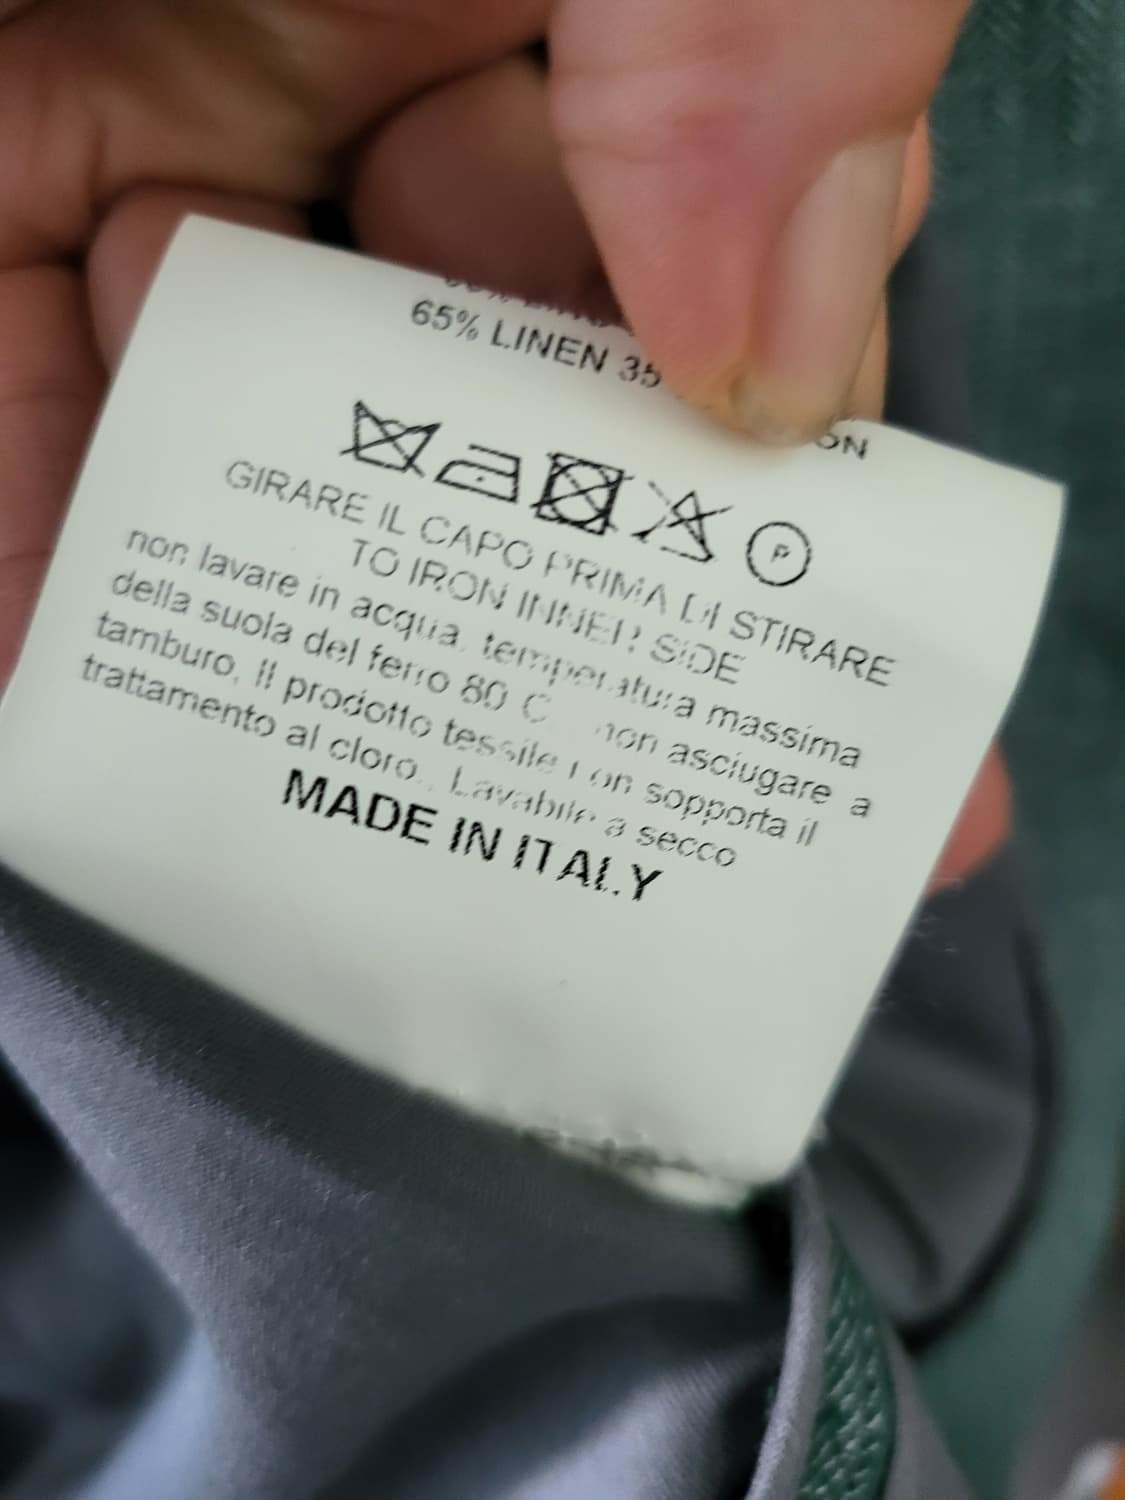 65% LINEN 35
P
GIRARE IL CAPO PRIMA DI STIRARE
TO IRON INNER SIDE
non lavare in acqua. temperatura massima
della suola del ferro 80 C non asciugare a
tamburo. Il prodotto tessile non sopporta il
trattamento al cloro.. Lavabile a secco
MADE IN ITALY